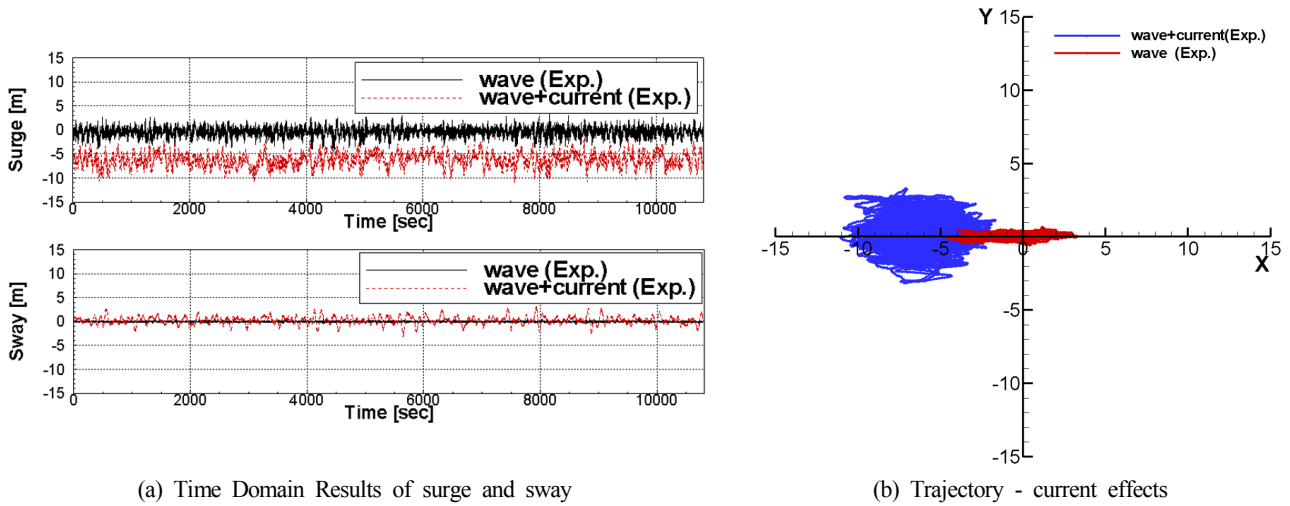 15
10
5
0
-5
-10
-15
Surge [m]
wave (Exp.)
wave+current (Exp.)
0 2000 4000 6000 8000 10000
Time [sec]
15
10
5
0
-5
-10
-15
Sway [m]
wave (Exp.)
wave+current (Exp.)
0 2000 4000 6000 8000 10000
Time [sec]
(a) Time Domain Results of surge and sway
Y
15
10
5
-5
-10
-15
wave+current(Exp.)
wave (Exp.)
-15 -10 -5 0 5 10 15
X
(b) Trajectory - current effects